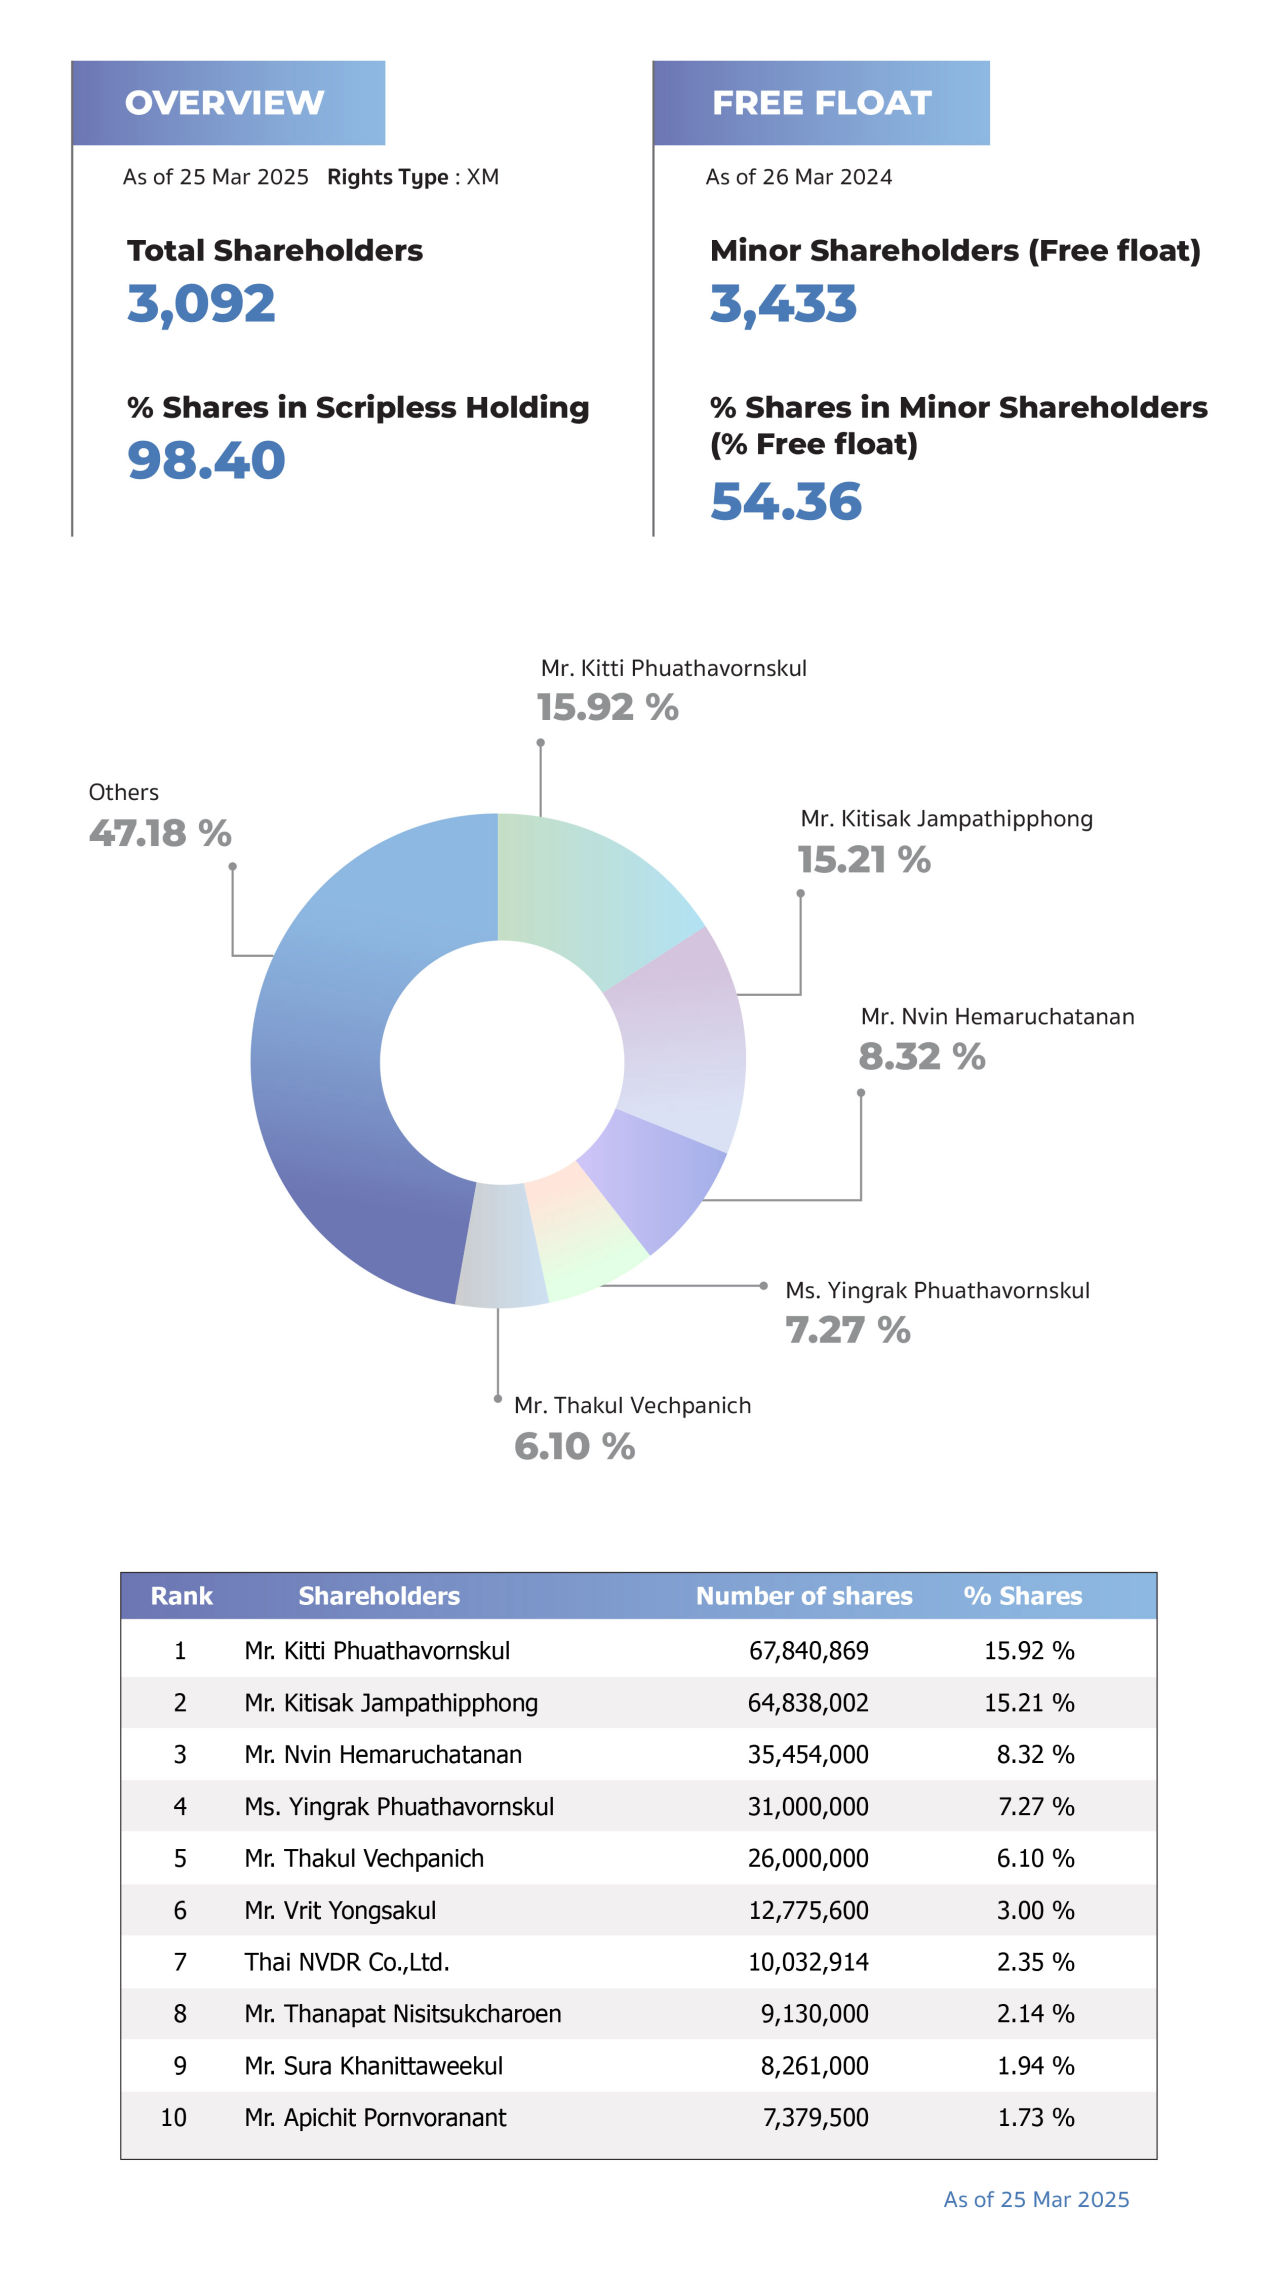 OVERVIEW
As of 25 Mar 2025 Rights Type : XM
Total Shareholders
3,092
% Shares in Scripless Holding
98.40
FREE FLOAT
As of 26 Mar 2024
Minor Shareholders (Free float)
3,433
% Shares in Minor Shareholders
(% Free float)
54.36
Mr. Kitti Phuathavornskul
15.92 %
Others
47.18 %
Mr. Kitisak Jampathipphong
15.21 %
Mr. Nvin Hemaruchatanan
8.32 %
Ms. Yingrak Phuathavornskul
7.27 %
Mr. Thakul Vechpanich
6.10 %
Rank Shareholders Number of shares % Shares
1 Mr. Kitti Phuathavornskul 67,840,869 15.92 %
2 Mr. Kitisak Jampathipphong 64,838,002 15.21 %
3 Mr. Nvin Hemaruchatanan 35,454,000 8.32 %
4 Ms. Yingrak Phuathavornskul 31,000,000 7.27 %
5 Mr. Thakul Vechpanich 26,000,000 6.10 %
6 Mr. Vrit Yongsakul 12,775,600 3.00 %
7 Thai NVDR Co.,Ltd. 10,032,914 2.35 %
8 Mr. Thanapat Nisitsukcharoen 9,130,000 2.14 %
9 Mr. Sura Khanittaweekul 8,261,000 1.94 %
10 Mr. Apichit Pornvoranant 7,379,500 1.73 %
As of 25 Mar 2025